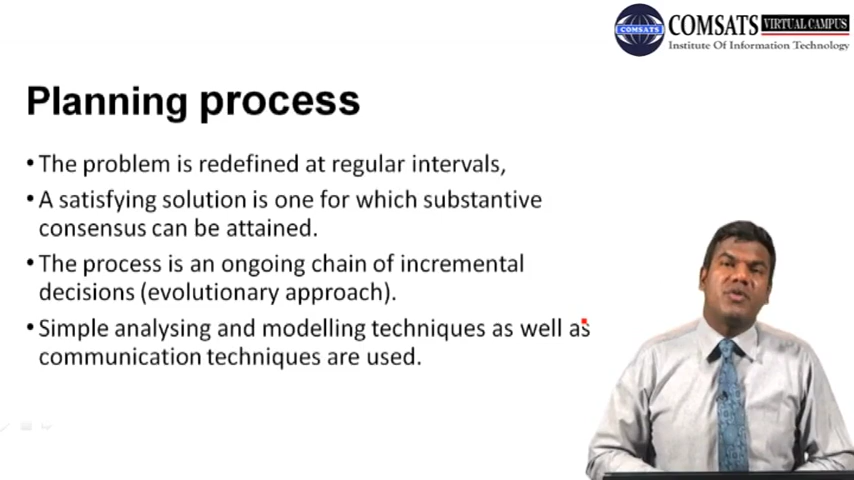 COMSATS
COMSATS VIRTUAL CAMPUS
Institute Of Information Technology
Planning process
• The problem is redefined at regular intervals,
• A satisfying solution is one for which substantive
consensus can be attained.
• The process is an ongoing chain of incremental
decisions (evolutionary approach).
• Simple analysing and modelling techniques as well as
communication techniques are used.